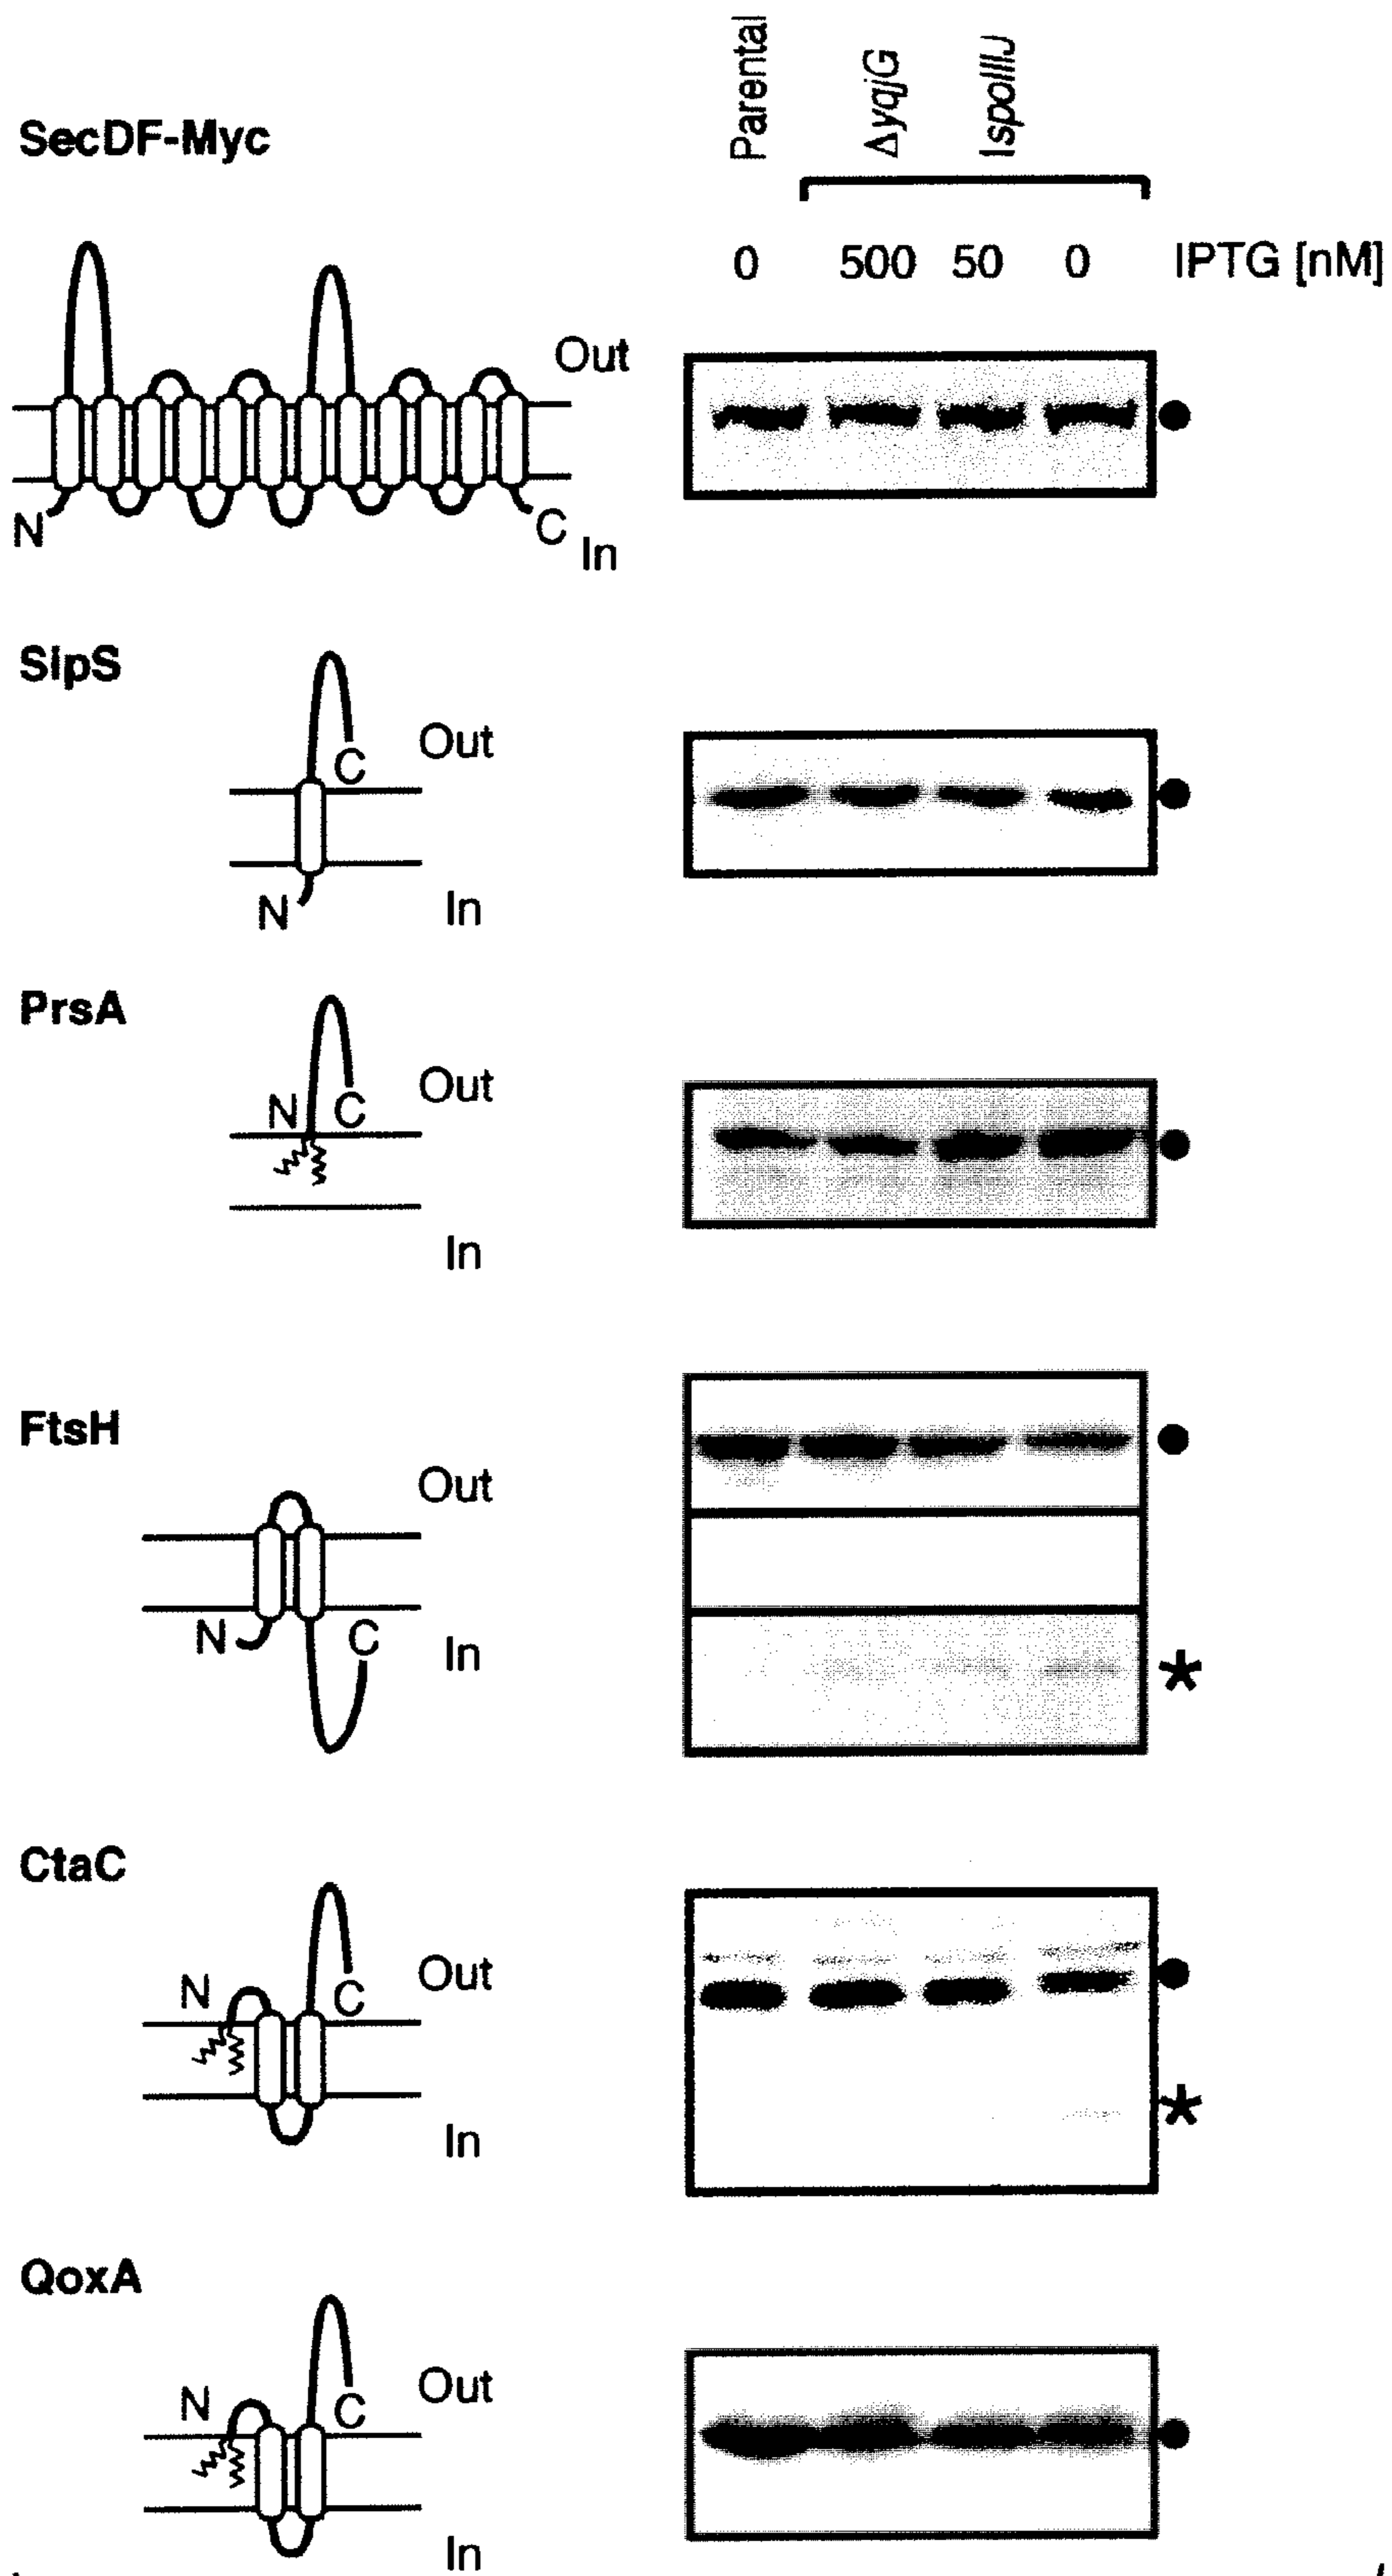 Parental
ΔyqjG
IspoIIIJ
SecDF-Myc
0 500 50 0 IPTG [nM]
Out
N
C
In
SipS
Out
C
N
In
PrsA
Out
N
C
In
FtsH
Out
N
C
In
*
CtaC
Out
N
C
In
*
QoxA
Out
N
C
In